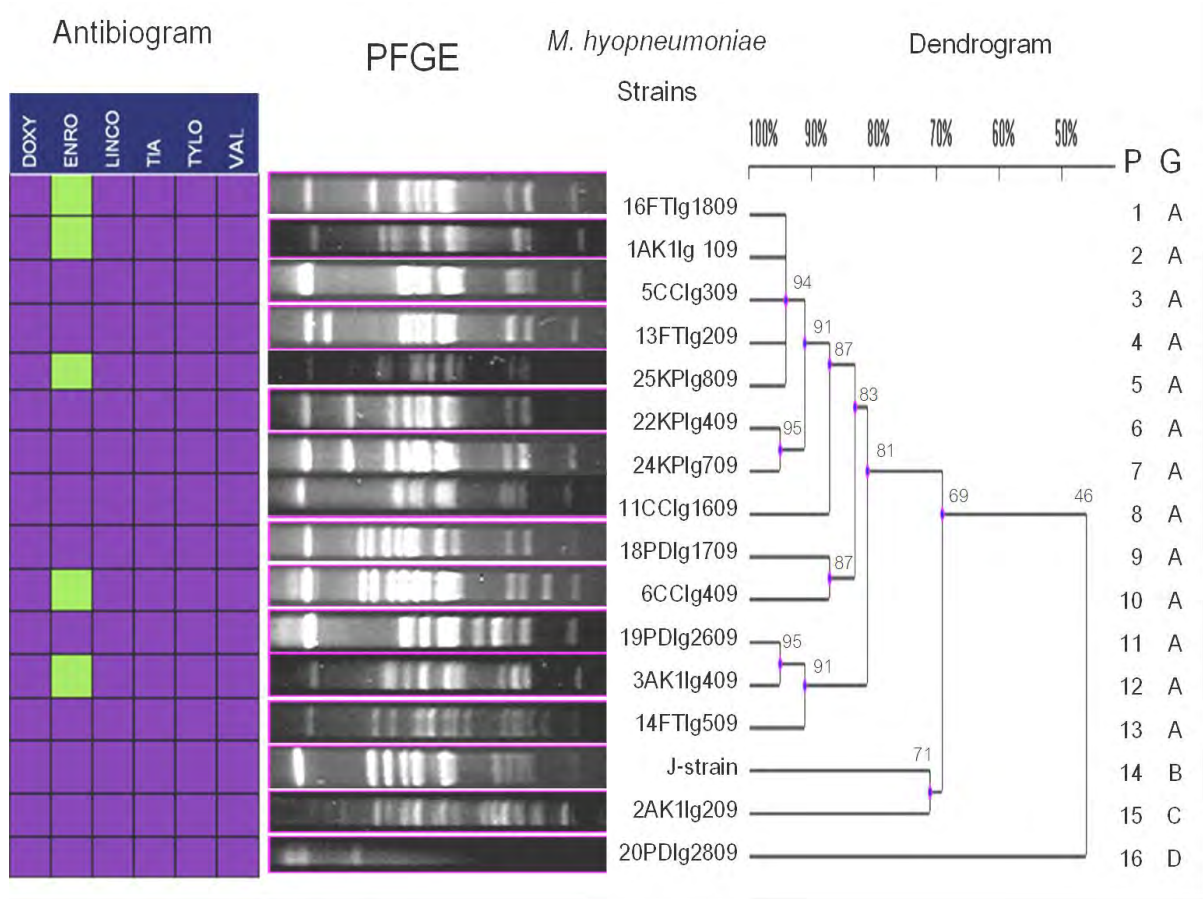 Antibiogram
PFGE
M. hyopneumoniae
Strains
Dendrogram
DOXY
ENRO
LINCO
TIA
TYLO
VAL
100% 90% 80% 70% 60% 50%
P G
16FTIg1809 1 A
1AK1Ig 109 2 A
5CCIg309 3 A
94
13FTIg209 4 A
91
87
25KPIg809 5 A
83
22KPIg409 6 A
95
81
24KPIg709 7 A
69
46
11CCIg1609 8 A
18PDIg1709 9 A
87
6CCIg409 10 A
19PDIg2609 11 A
95
91
3AK1Ig409 12 A
14FTIg509 13 A
71
J-strain 14 B
2AK1Ig209 15 C
20PDIg2809 16 D